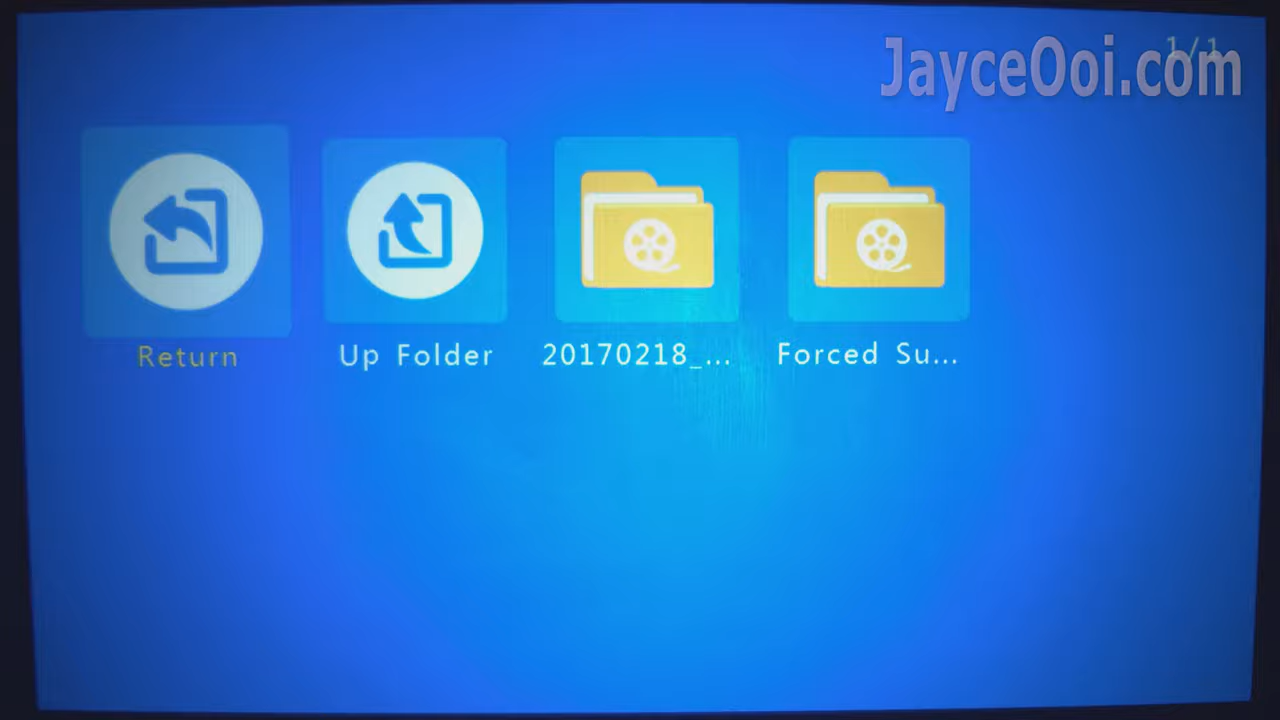 JayceOoi.com
1/1
Return
Up Folder
20170218_...
Forced Su...